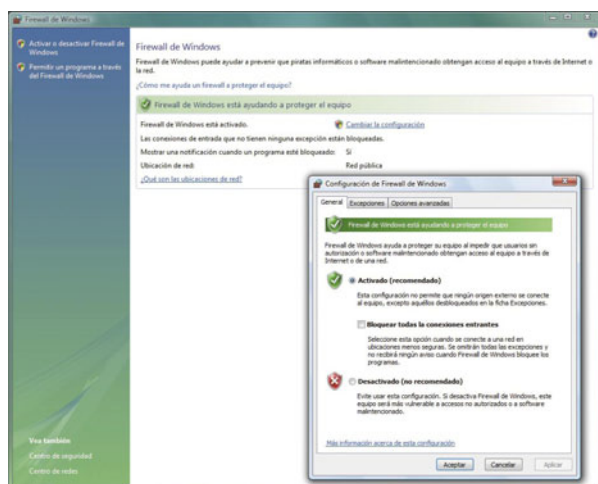 Firewall de Windows
Activar o desactivar Firewall de
Windows
Permitir un programa a través
del Firewall de Windows
Firewall de Windows
Firewall de Windows puede ayudar a prevenir que piratas informáticos o software malintencionado obtengan acceso al equipo a través de Internet o
la red.
¿Cómo me ayuda un firewall a proteger el equipo?
Firewall de Windows está ayudando a proteger el equipo
Firewall de Windows está activado.
Cambiar la configuración
Las conexiones de entrada que no tienen ninguna excepción están bloqueadas.
Mostrar una notificación cuando un programa esté bloqueado: Sí
Ubicación de red: Red pública
¿Qué son las ubicaciones de red?
Vea también
Centro de seguridad
Centro de redes
Configuración de Firewall de Windows
General Excepciones Opciones avanzadas
Firewall de Windows está ayudando a proteger el equipo
Firewall de Windows ayuda a proteger su equipo al impedir que usuarios sin
autorización o software malintencionado obtengan acceso al equipo a través de
Internet o de una red.
Activado (recomendado)
Esta configuración no permite que ningún origen externo se conecte
al equipo, excepto aquéllos desbloqueados en la ficha Excepciones.
Bloquear todas la conexiones entrantes
Seleccione esta opción cuando se conecte a una red en
ubicaciones menos seguras. Se omitirán todas las excepciones y
no recibirá ningún aviso cuando Firewall de Windows bloquee los
programas.
Desactivado (no recomendado)
Evite usar esta configuración. Si desactiva Firewall de Windows, este
equipo será más vulnerable a accesos no autorizados o a software
malintencionado.
Más información acerca de esta configuración
Aceptar Cancelar Aplicar